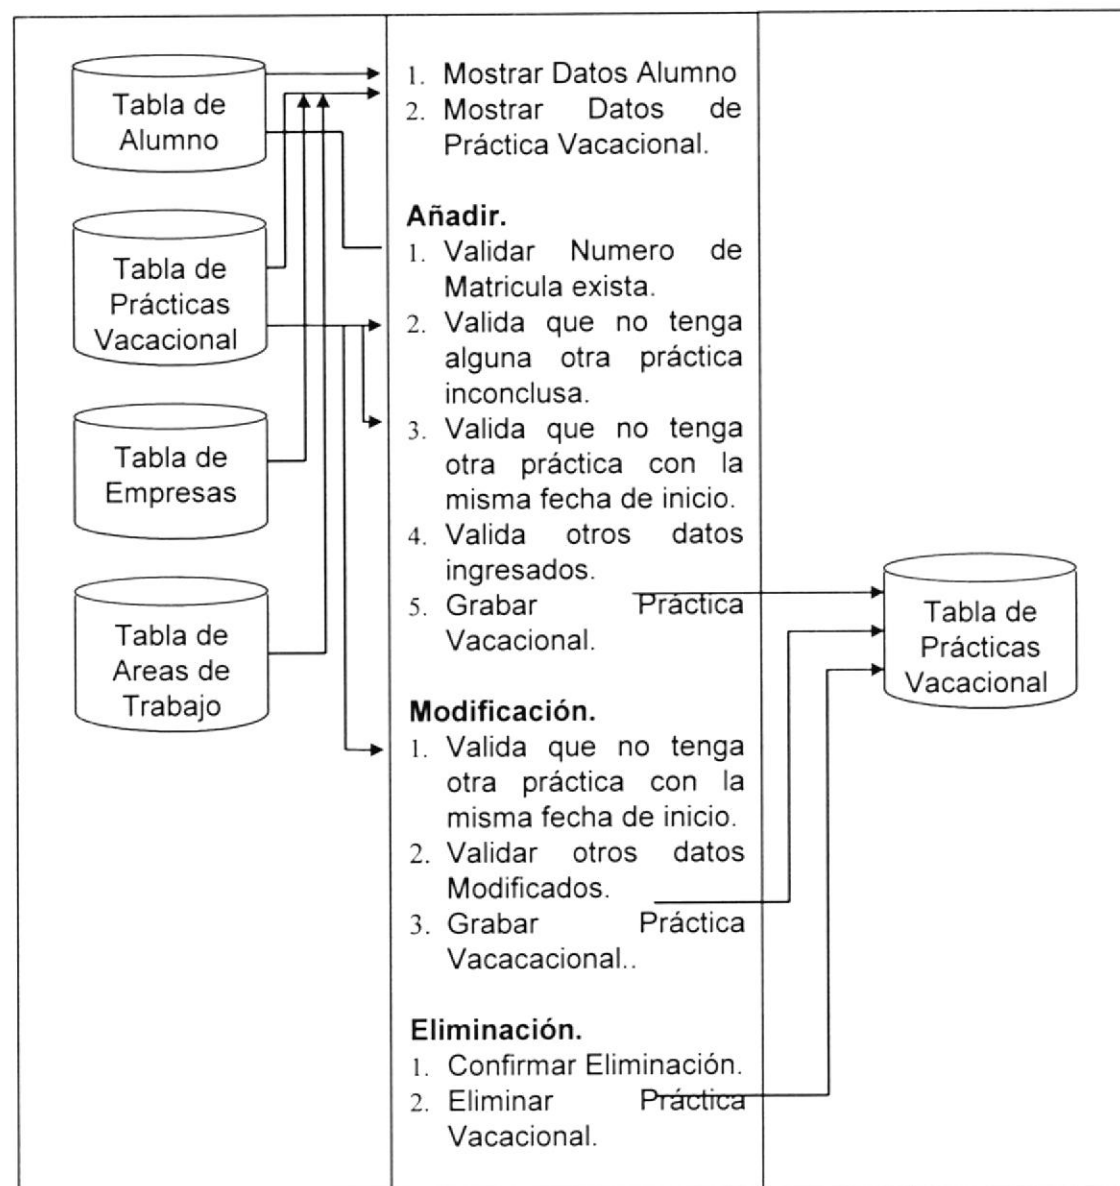 Tabla de
Alumno
Tabla de
Prácticas
Vacacional
Tabla de
Empresas
Tabla de
Areas de
Trabajo
1. Mostrar Datos Alumno
2. Mostrar Datos de
Práctica Vacacional.
Añadir.
1. Validar Numero de
Matricula exista.
2. Valida que no tenga
alguna otra práctica
inconclusa.
3. Valida que no tenga
otra práctica con la
misma fecha de inicio.
4. Valida otros datos
ingresados.
5. Grabar Práctica
Vacacional.
Modificación.
1. Valida que no tenga
otra práctica con la
misma fecha de inicio.
2. Validar otros datos
Modificados.
3. Grabar Práctica
Vacacacional..
Eliminación.
1. Confirmar Eliminación.
2. Eliminar Práctica
Vacacional.
Tabla de
Prácticas
Vacacional